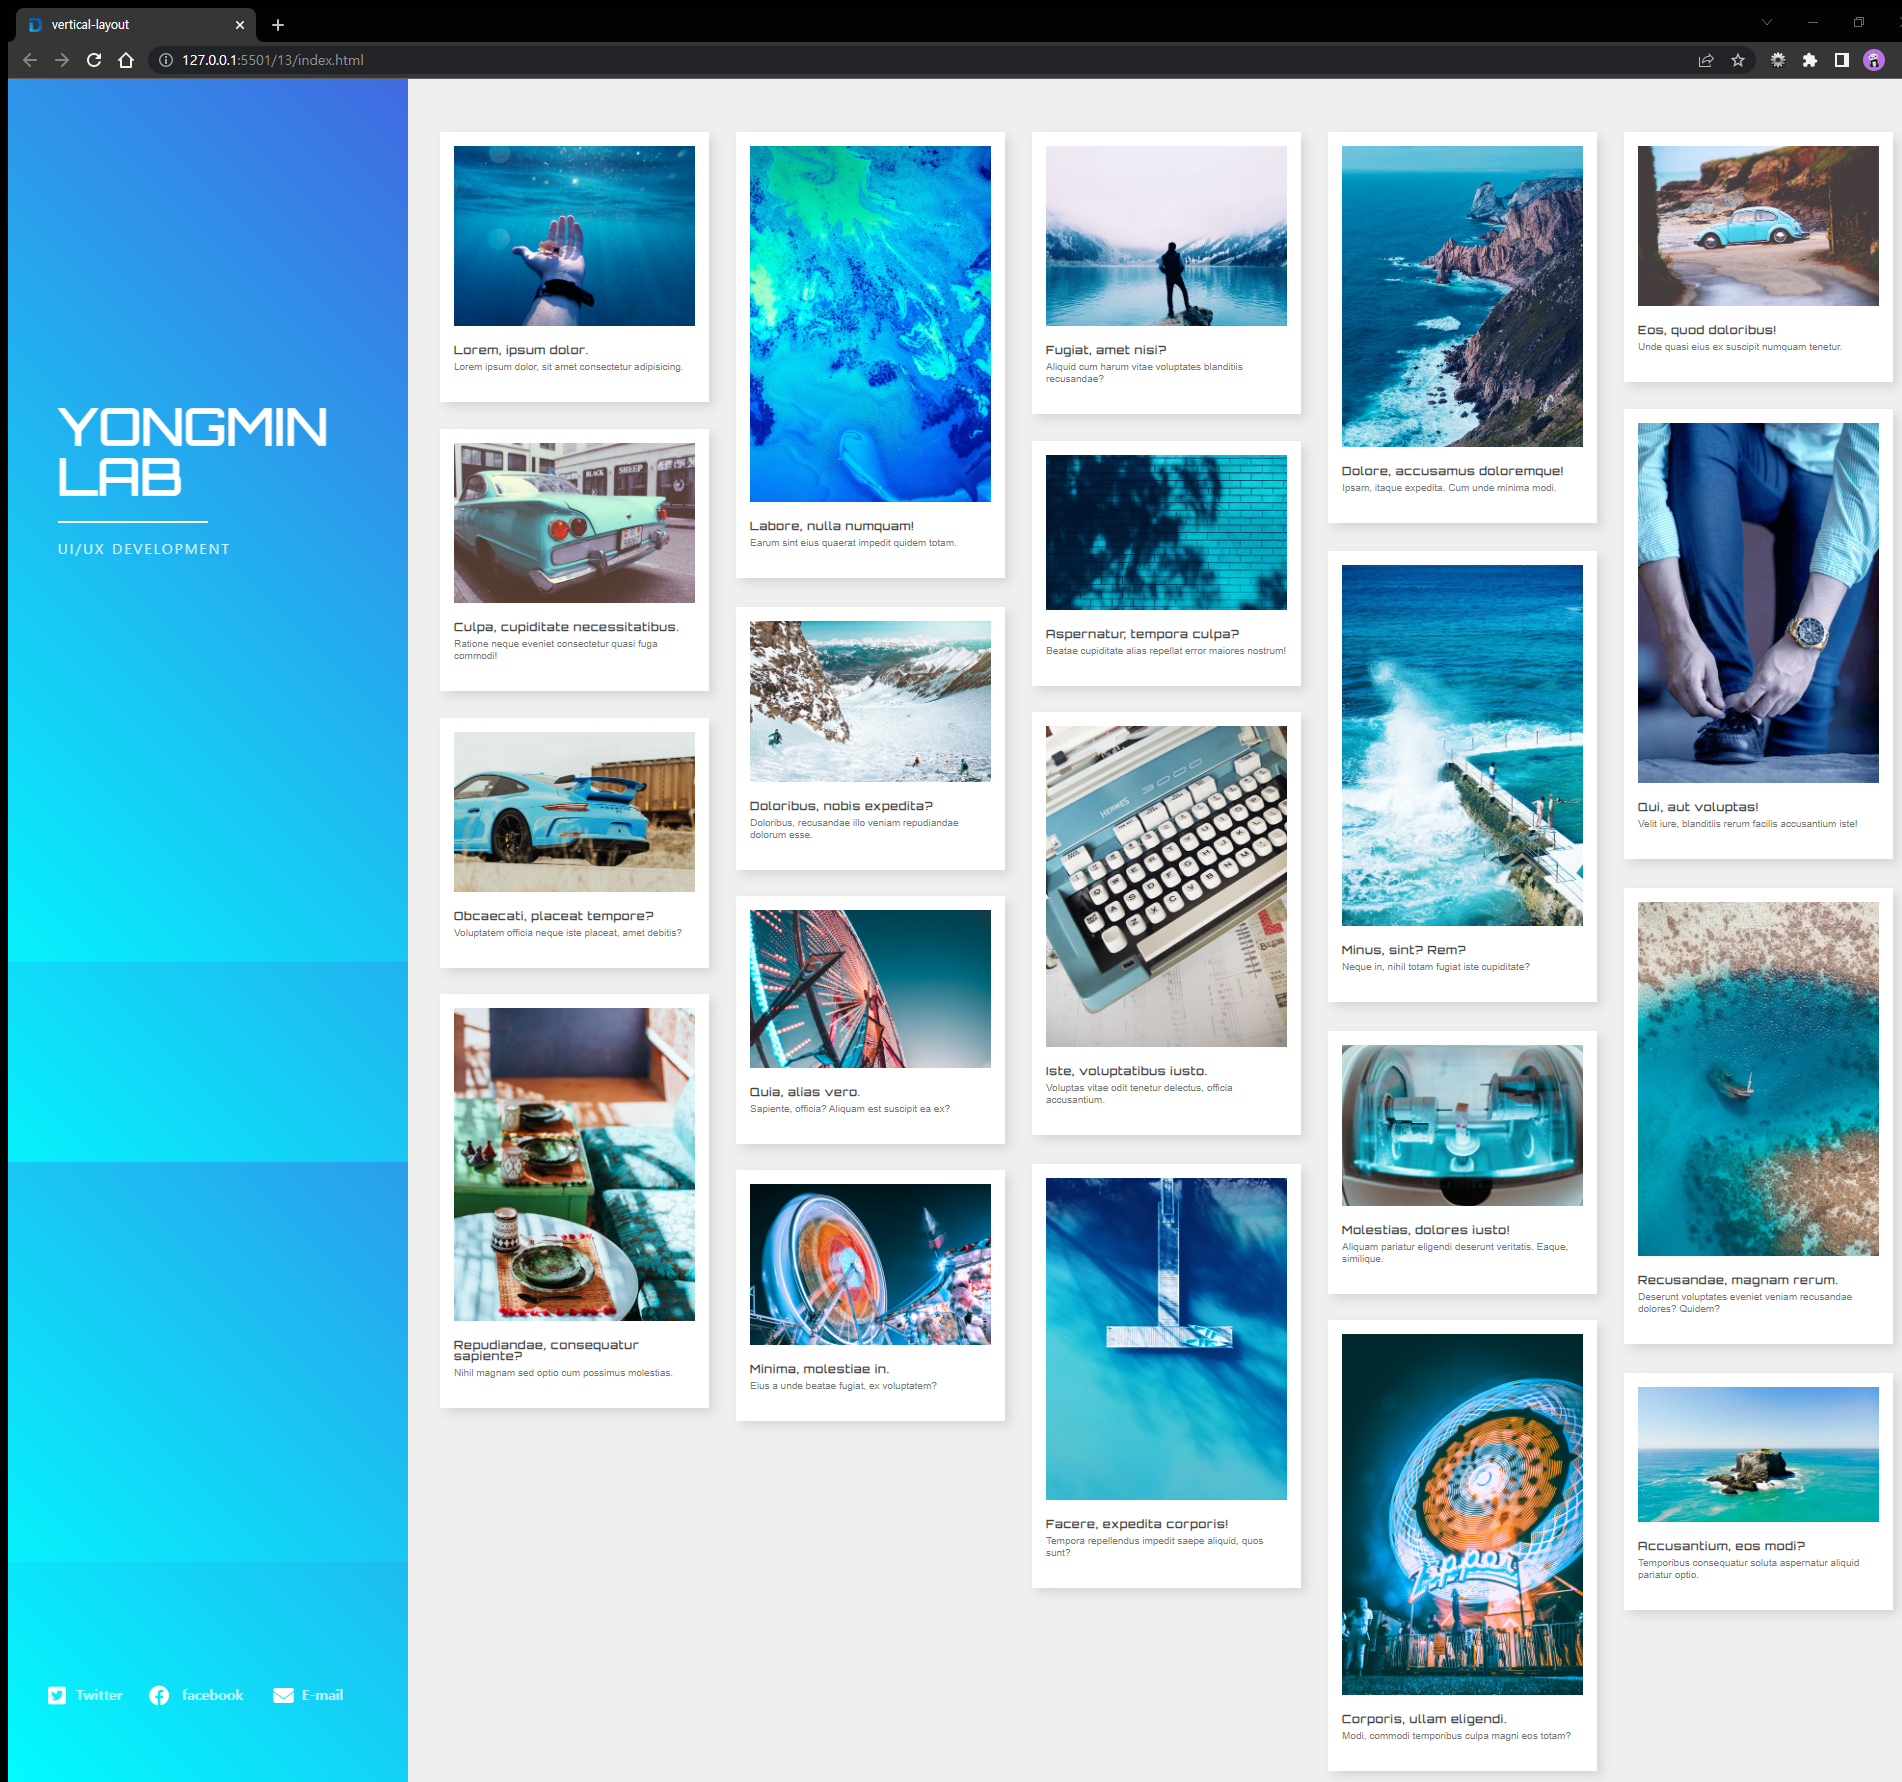 vertical-layout
127.0.0.1:5501/13/index.html
YONGMIN
LAB
UI/UX DEVELOPMENT
Twitter
facebook
E-mail
Lorem, ipsum dolor.
Lorem ipsum dolor, sit amet consectetur adipisicing.
BLACK SHEEP
Culpa, cupiditate necessitatibus.
Ratione neque eveniet consectetur quasi fuga
commodi!
Obcaecati, placeat tempore?
Voluptatem officia neque iste placeat, amet debitis?
Repudiandae, consequatur
sapiente?
Nihil magnam sed optio cum possimus molestias.
Labore, nulla numquam!
Earum sint eius quaerat impedit quidem totam.
Doloribus, nobis expedita?
Doloribus, recusandae illo veniam repudiandae
dolorum esse.
Quia, alias vero.
Sapiente, officia? Aliquam est suscipit ea ex?
Minima, molestiae in.
Eius a unde beatae fugiat, ex voluptatem?
Fugiat, amet nisi?
Aliquid cum harum vitae voluptates blanditiis
recusandae?
Aspernatur, tempora culpa?
Beatae cupiditate alias repellat error maiores nostrum!
HERMES 3000
Iste, voluptatibus iusto.
Voluptas vitae odit tenetur delectus, officia
accusantium.
Facere, expedita corporis!
Tempora repellendus impedit saepe aliquid, quos
sunt?
Dolore, accusamus doloremque!
Ipsam, itaque expedita. Cum unde minima modi.
Minus, sint? Rem?
Neque in, nihil totam fugiat iste cupiditate?
Molestias, dolores iusto!
Aliquam pariatur eligendi deserunt veritatis. Eaque,
similique.
Corporis, ullam eligendi.
Modi, commodi temporibus culpa magni eos totam?
Eos, quod doloribus!
Unde quasi eius ex suscipit numquam tenetur.
Qui, aut voluptas!
Velit iure, blanditiis rerum facilis accusantium iste!
Recusandae, magnam rerum.
Deserunt voluptates eveniet veniam recusandae
dolores? Quidem?
Accusantium, eos modi?
Temporibus consequatur soluta aspernatur aliquid
pariatur optio.